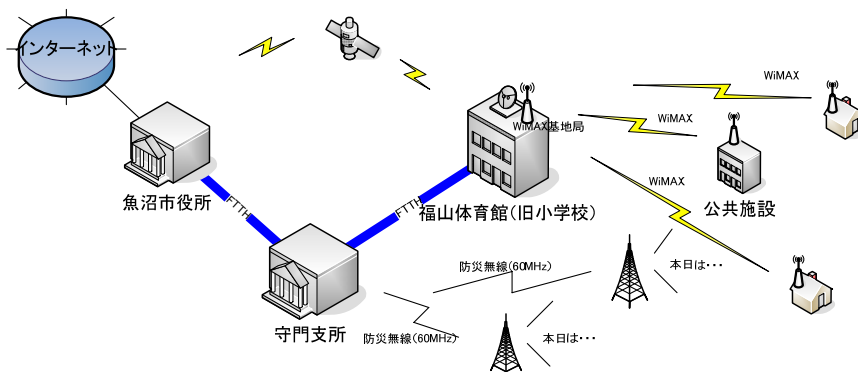 インターネット
WiMAX
WiMAX基地局
WiMAX
WiMAX
魚沼市役所
FTTH
FTTH
福山体育館(旧小学校)
公共施設
守門支所
防災無線(60MHz)
本日は・・・
防災無線(60MHz)
本日は・・・